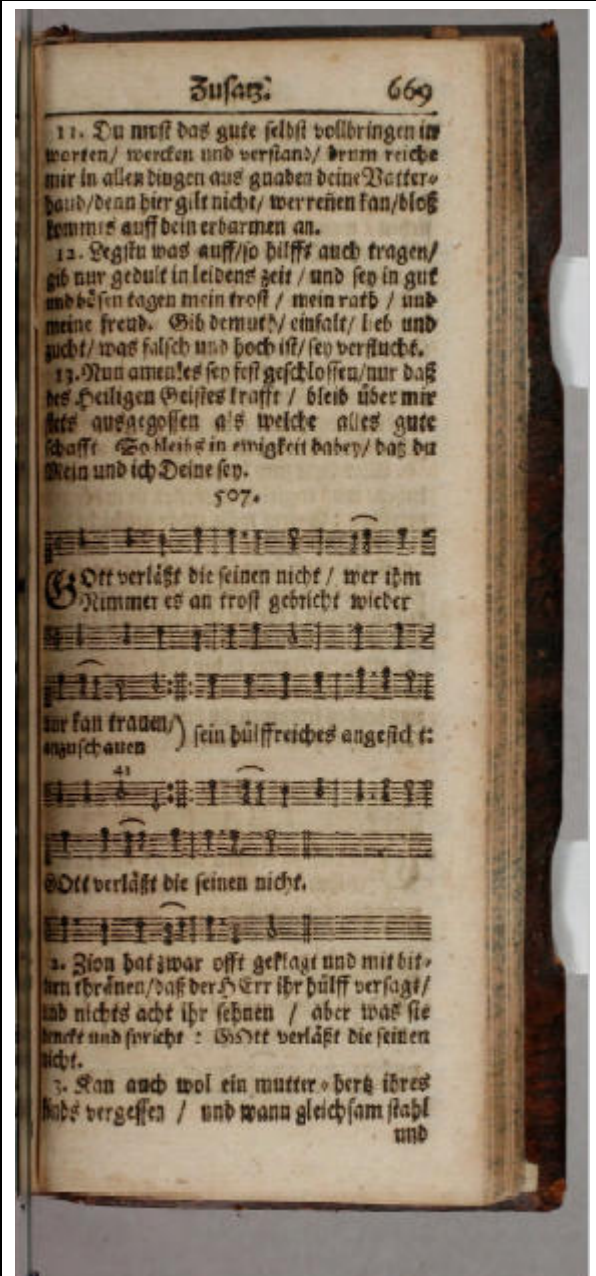 Zusatz. 669
11. Du must das gute selbst vollbringen in
worten/ wercken und verstand/ drum reiche
mir in allen dingen aus gnaden deine Vatter-
hand/denn hier gilt nicht/ wer reñen kan/bloß
kommts auff dein erbarmen an.
12. Legstu was auff/so hilffs auch tragen/
gib nur gedult in leidens zeit / und sey in gut
und bösen tagen mein trost / mein rath / und
meine freud. Gib demuth/ einfalt/ lieb und
zucht/ was falsch und hoch ist/ sey verflucht.
13. Nun amen! es sey fest geschlossen/nur daß
des Heiligen Geistes krafft / bleib über mir
stets ausgegossen als welche alles gute
schafft So bleibs in ewigkeit dabey/ daß du
Mein und ich Deine sey.
507.
GOtt verläßt die seinen nicht / wer ihm
Nimmer es an trost gebricht wieder
nur kan trauen/)
anzuschauen
sein hülffreiches angesicht:
43
GOtt verläßt die seinen nicht.
2. Zion hat zwar offt geklagt und mit bit-
tern thränen/daß der HErr ihr hülff versagt/
und nichts acht ihr sehnen / aber was sie
denckt und spricht : GOtt verläßt die seinen
nicht.
3. Kan auch wol ein mutter-hertz ihres
kinds vergessen / und wann gleichsam stahl
und